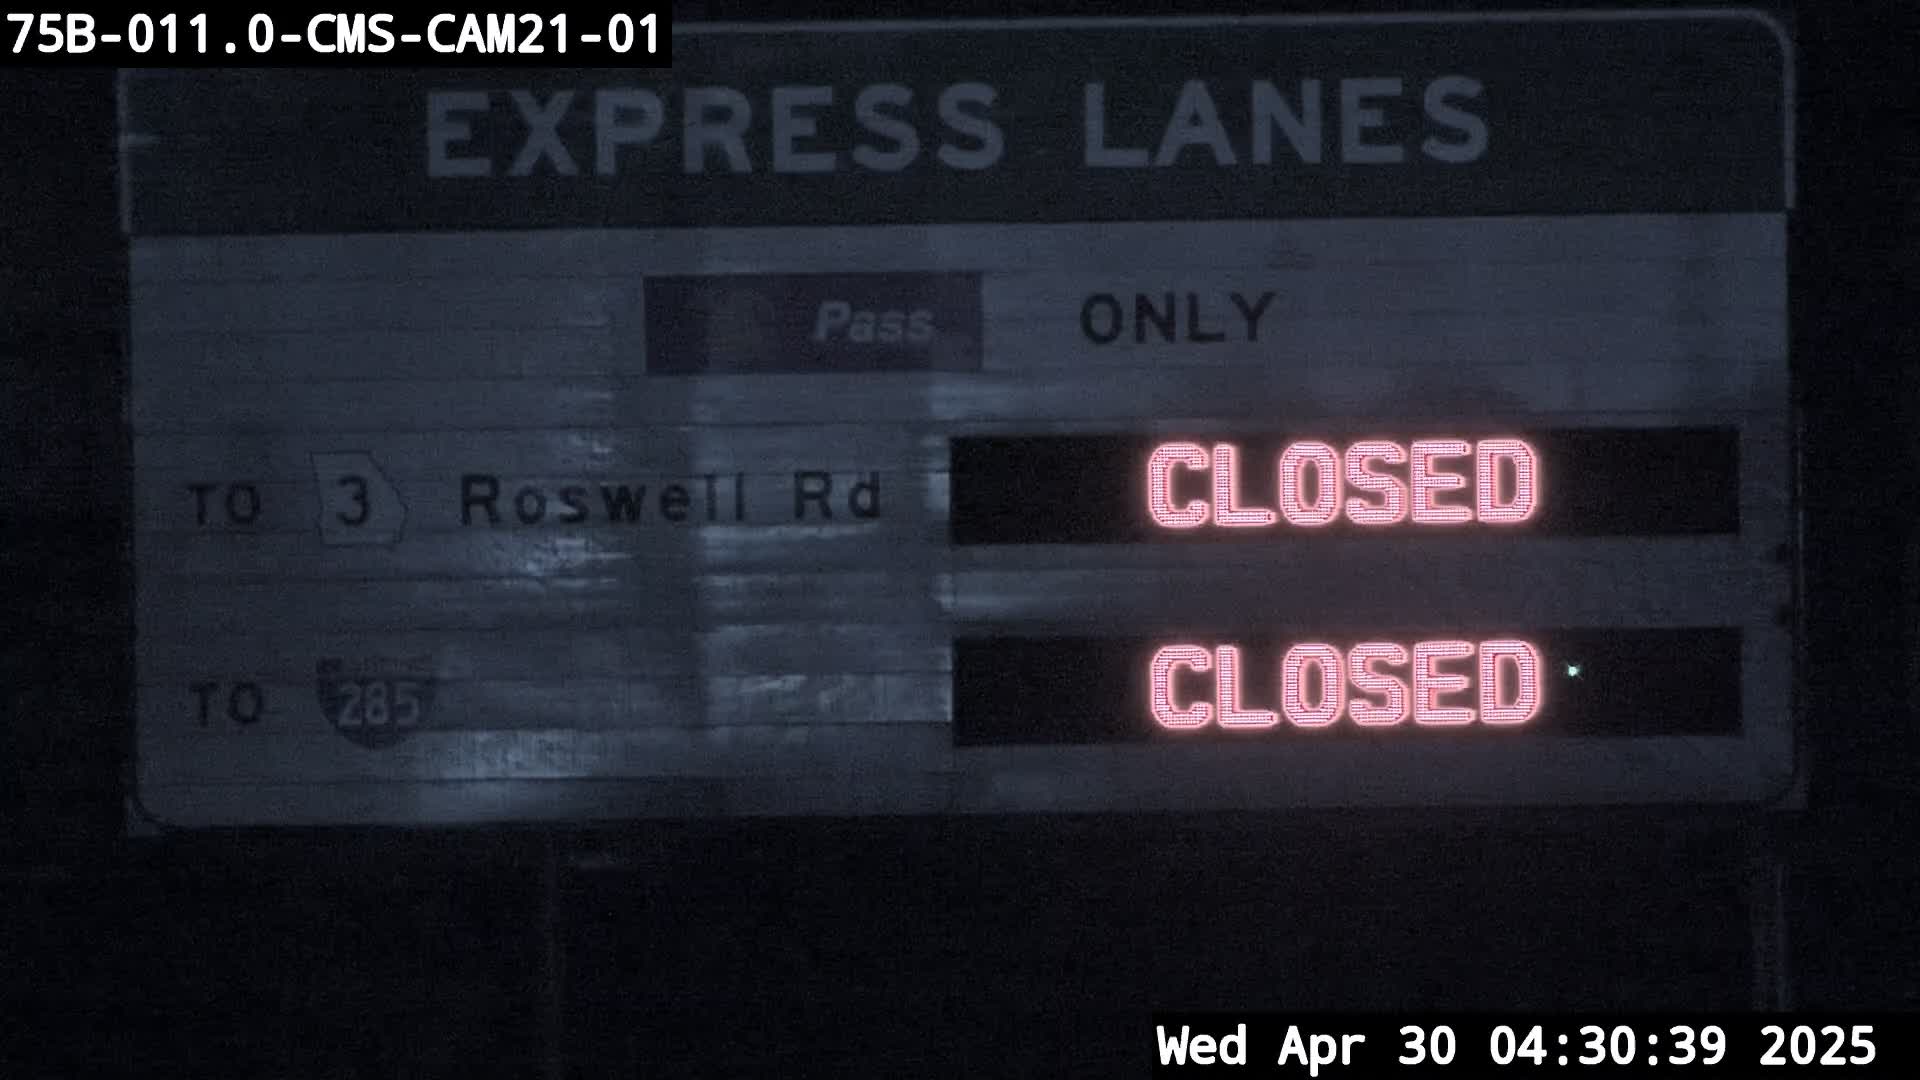 75B-011.0-CMS-CAM21-01
EXPRESS LANES
Pass ONLY
TO 3 Roswell Rd CLOSED
TO 285 CLOSED
Wed Apr 30 04:30:39 2025